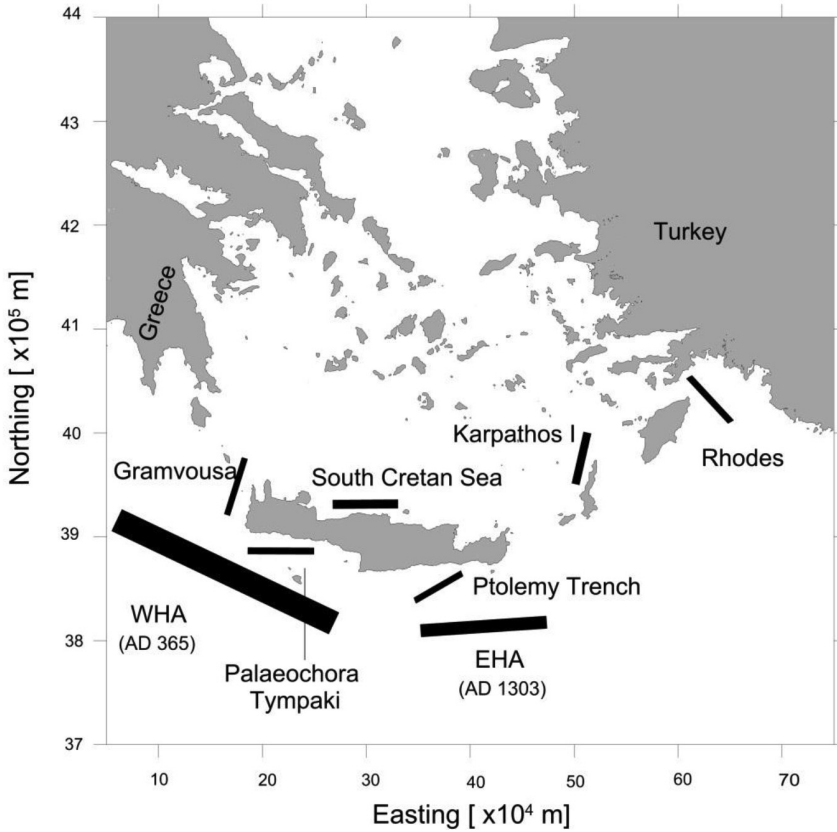 44
43
42
41
40
39
38
37
Northing [ x10⁵ m]
Turkey
Greece
Karpathos I
Rhodes
Gramvousa
South Cretan Sea
Ptolemy Trench
WHA
(AD 365)
EHA
(AD 1303)
Palaeochora
Tympaki
10 20 30 40 50 60 70
Easting [ x10⁴ m]